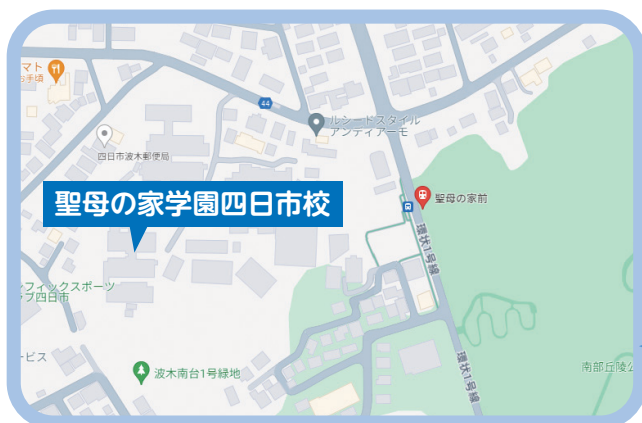 マト
お手頃
44
ルシードスタイル
アンティアーモ
四日市波木郵便局
聖母の家学園四日市校
聖母の家前
環状1号線
フィックスポーツ
ブ四日市
ービス
波木南台1号緑地
環状1号線
南部丘陵公